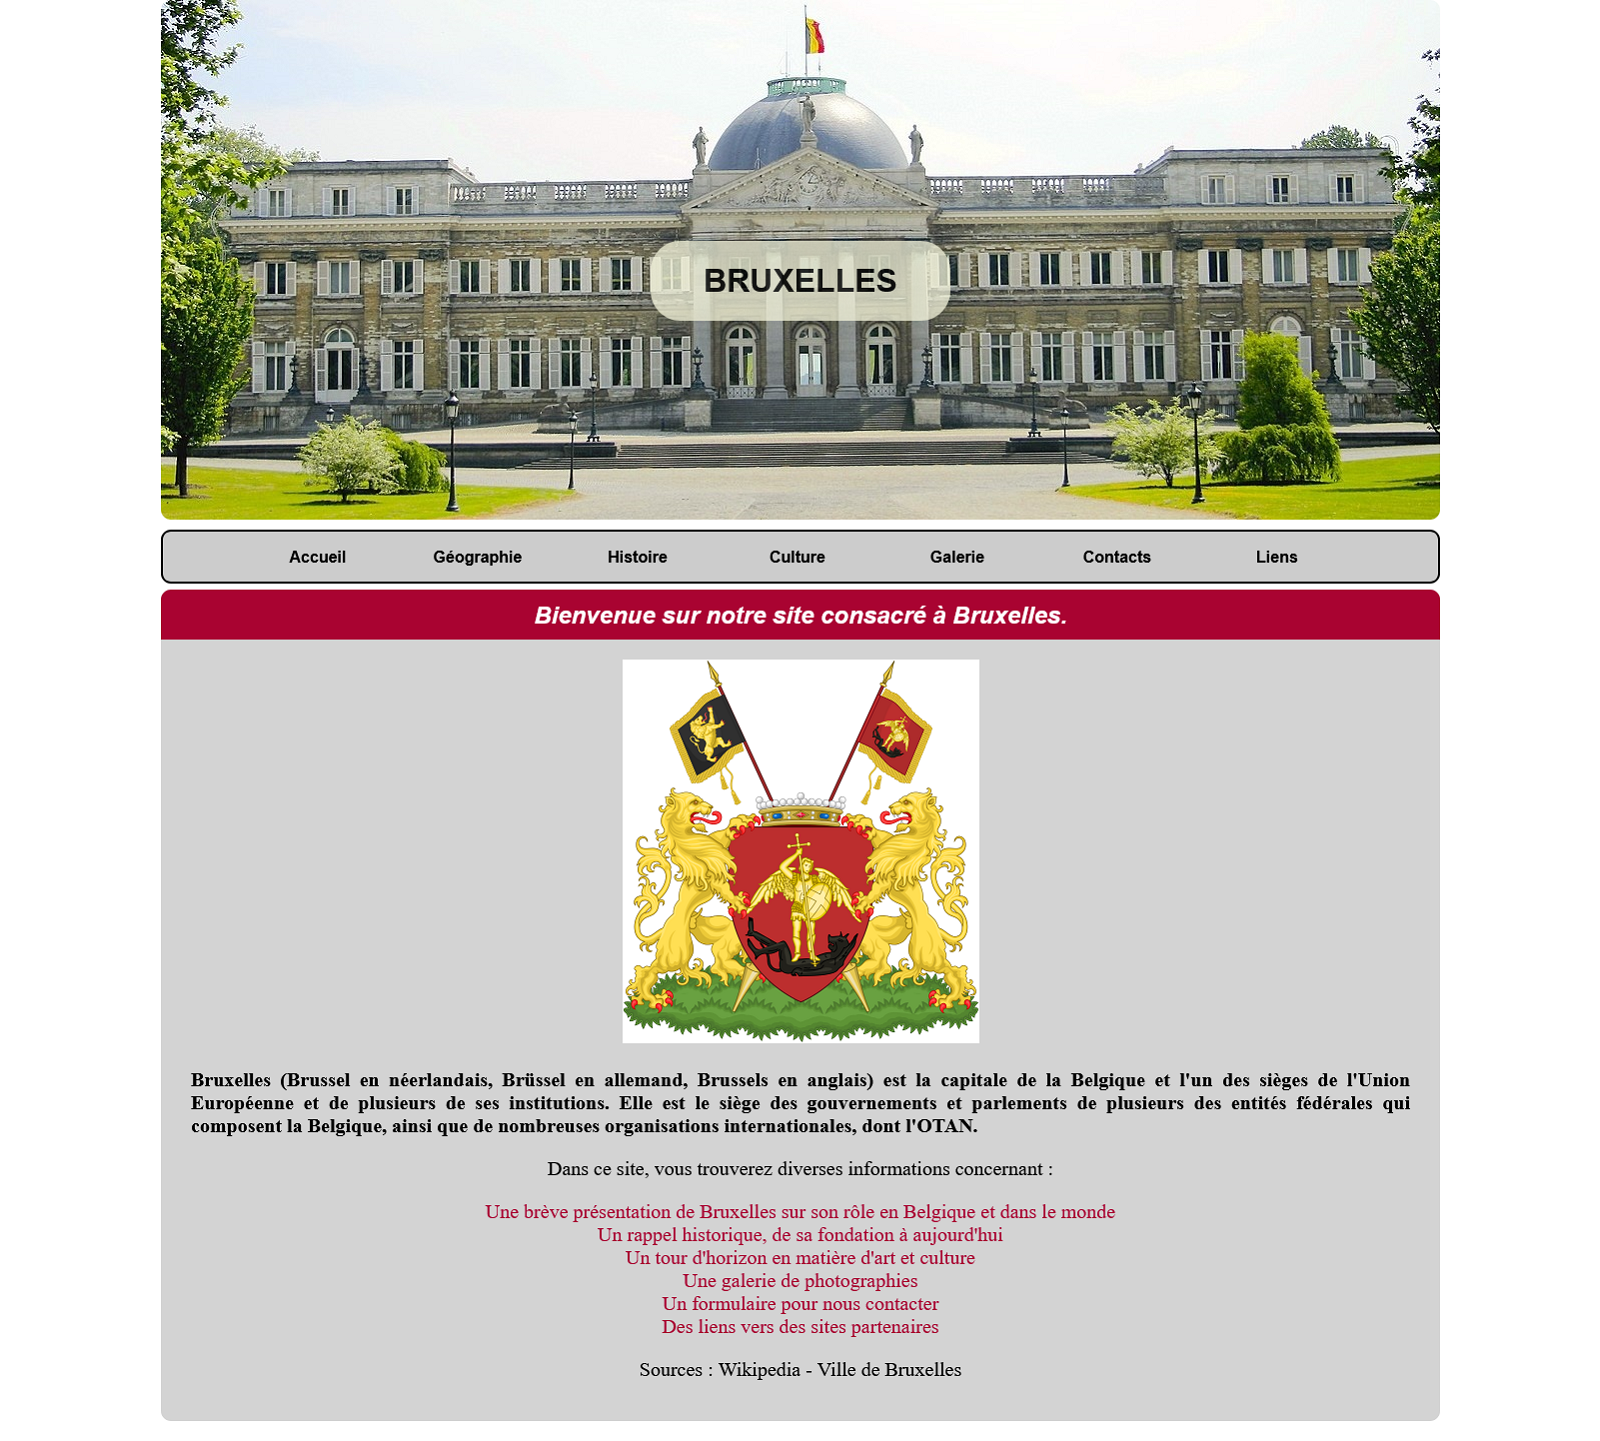 BRUXELLES
Accueil Géographie Histoire Culture Galerie Contacts Liens
Bienvenue sur notre site consacré à Bruxelles.
Bruxelles (Brussel en néerlandais, Brüssel en allemand, Brussels en anglais) est la capitale de la Belgique et l'un des sièges de l'Union
Européenne et de plusieurs de ses institutions. Elle est le siège des gouvernements et parlements de plusieurs des entités fédérales qui
composent la Belgique, ainsi que de nombreuses organisations internationales, dont l'OTAN.
Dans ce site, vous trouverez diverses informations concernant :
Une brève présentation de Bruxelles sur son rôle en Belgique et dans le monde
Un rappel historique, de sa fondation à aujourd'hui
Un tour d'horizon en matière d'art et culture
Une galerie de photographies
Un formulaire pour nous contacter
Des liens vers des sites partenaires
Sources : Wikipedia - Ville de Bruxelles